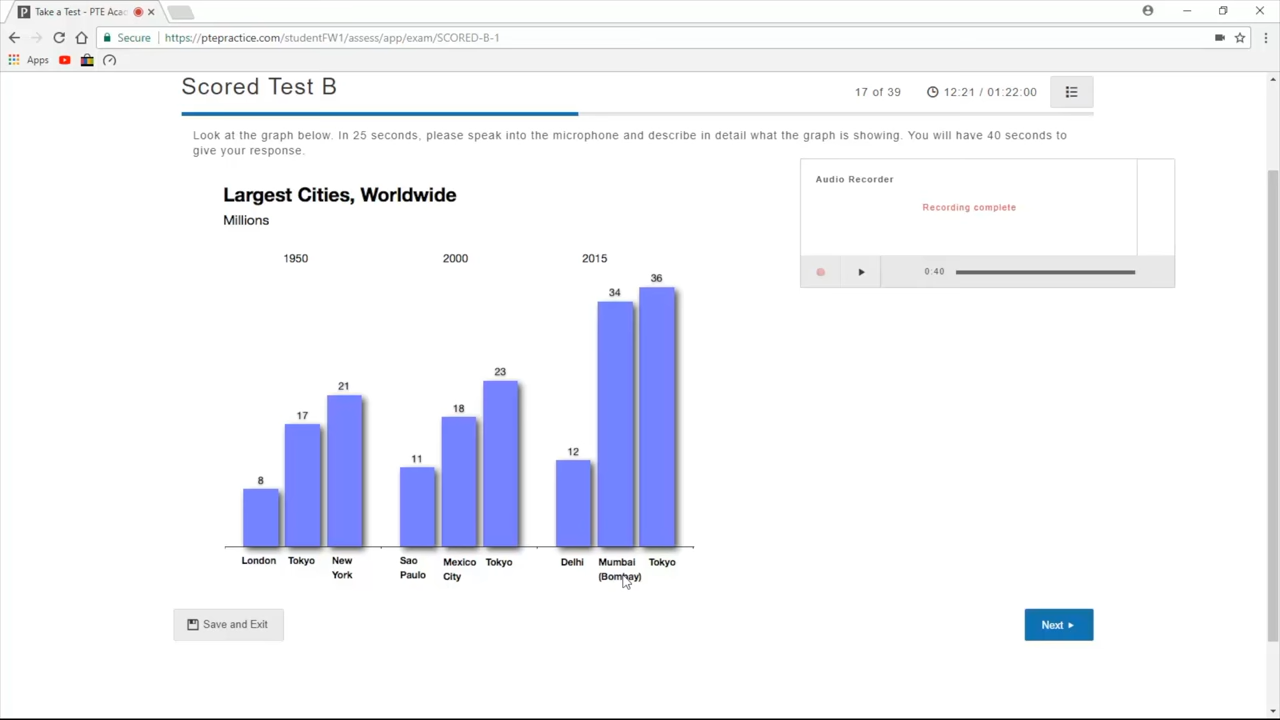 Take a Test - PTE Aca
Secure https://ptepractice.com/studentFW1/assess/app/exam/SCORED-B-1
Apps
Scored Test B
17 of 39
12:21 / 01:22:00
Look at the graph below. In 25 seconds, please speak into the microphone and describe in detail what the graph is showing. You will have 40 seconds to
give your response.
Audio Recorder
Recording complete
0:40
Largest Cities, Worldwide
Millions
1950 2000 2015
8 17 21 11 18 23 12 34 36
London Tokyo New York Sao Paulo Mexico City Tokyo Delhi Mumbai (Bombay) Tokyo
Save and Exit
Next